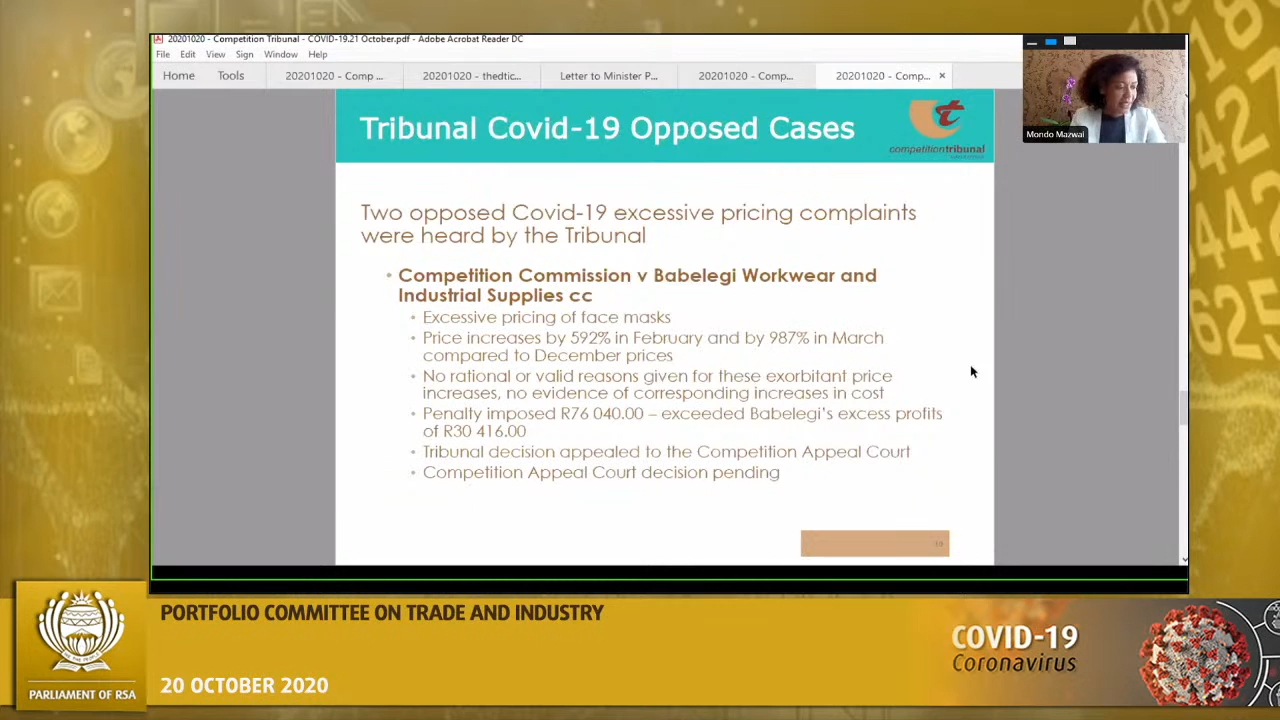 20201020 - Competition Tribunal - COVID-19.21 October.pdf - Adobe Acrobat Reader DC
File Edit View Sign Window Help
Home Tools 20201020 - Comp ... 20201020 - thedtic... Letter to Minister P... 20201020 - Comp... 20201020 - Comp... ×
Mondo Mazwai
Tribunal Covid-19 Opposed Cases
competitiontribunal
Two opposed Covid-19 excessive pricing complaints
were heard by the Tribunal
• Competition Commission v Babelegi Workwear and
Industrial Supplies cc
• Excessive pricing of face masks
• Price increases by 592% in February and by 987% in March
compared to December prices
• No rational or valid reasons given for these exorbitant price
increases, no evidence of corresponding increases in cost
• Penalty imposed R76 040.00 – exceeded Babelegi's excess profits
of R30 416.00
• Tribunal decision appealed to the Competition Appeal Court
• Competition Appeal Court decision pending
PORTFOLIO COMMITTEE ON TRADE AND INDUSTRY
20 OCTOBER 2020
PARLIAMENT OF RSA
COVID-19
Coronavirus